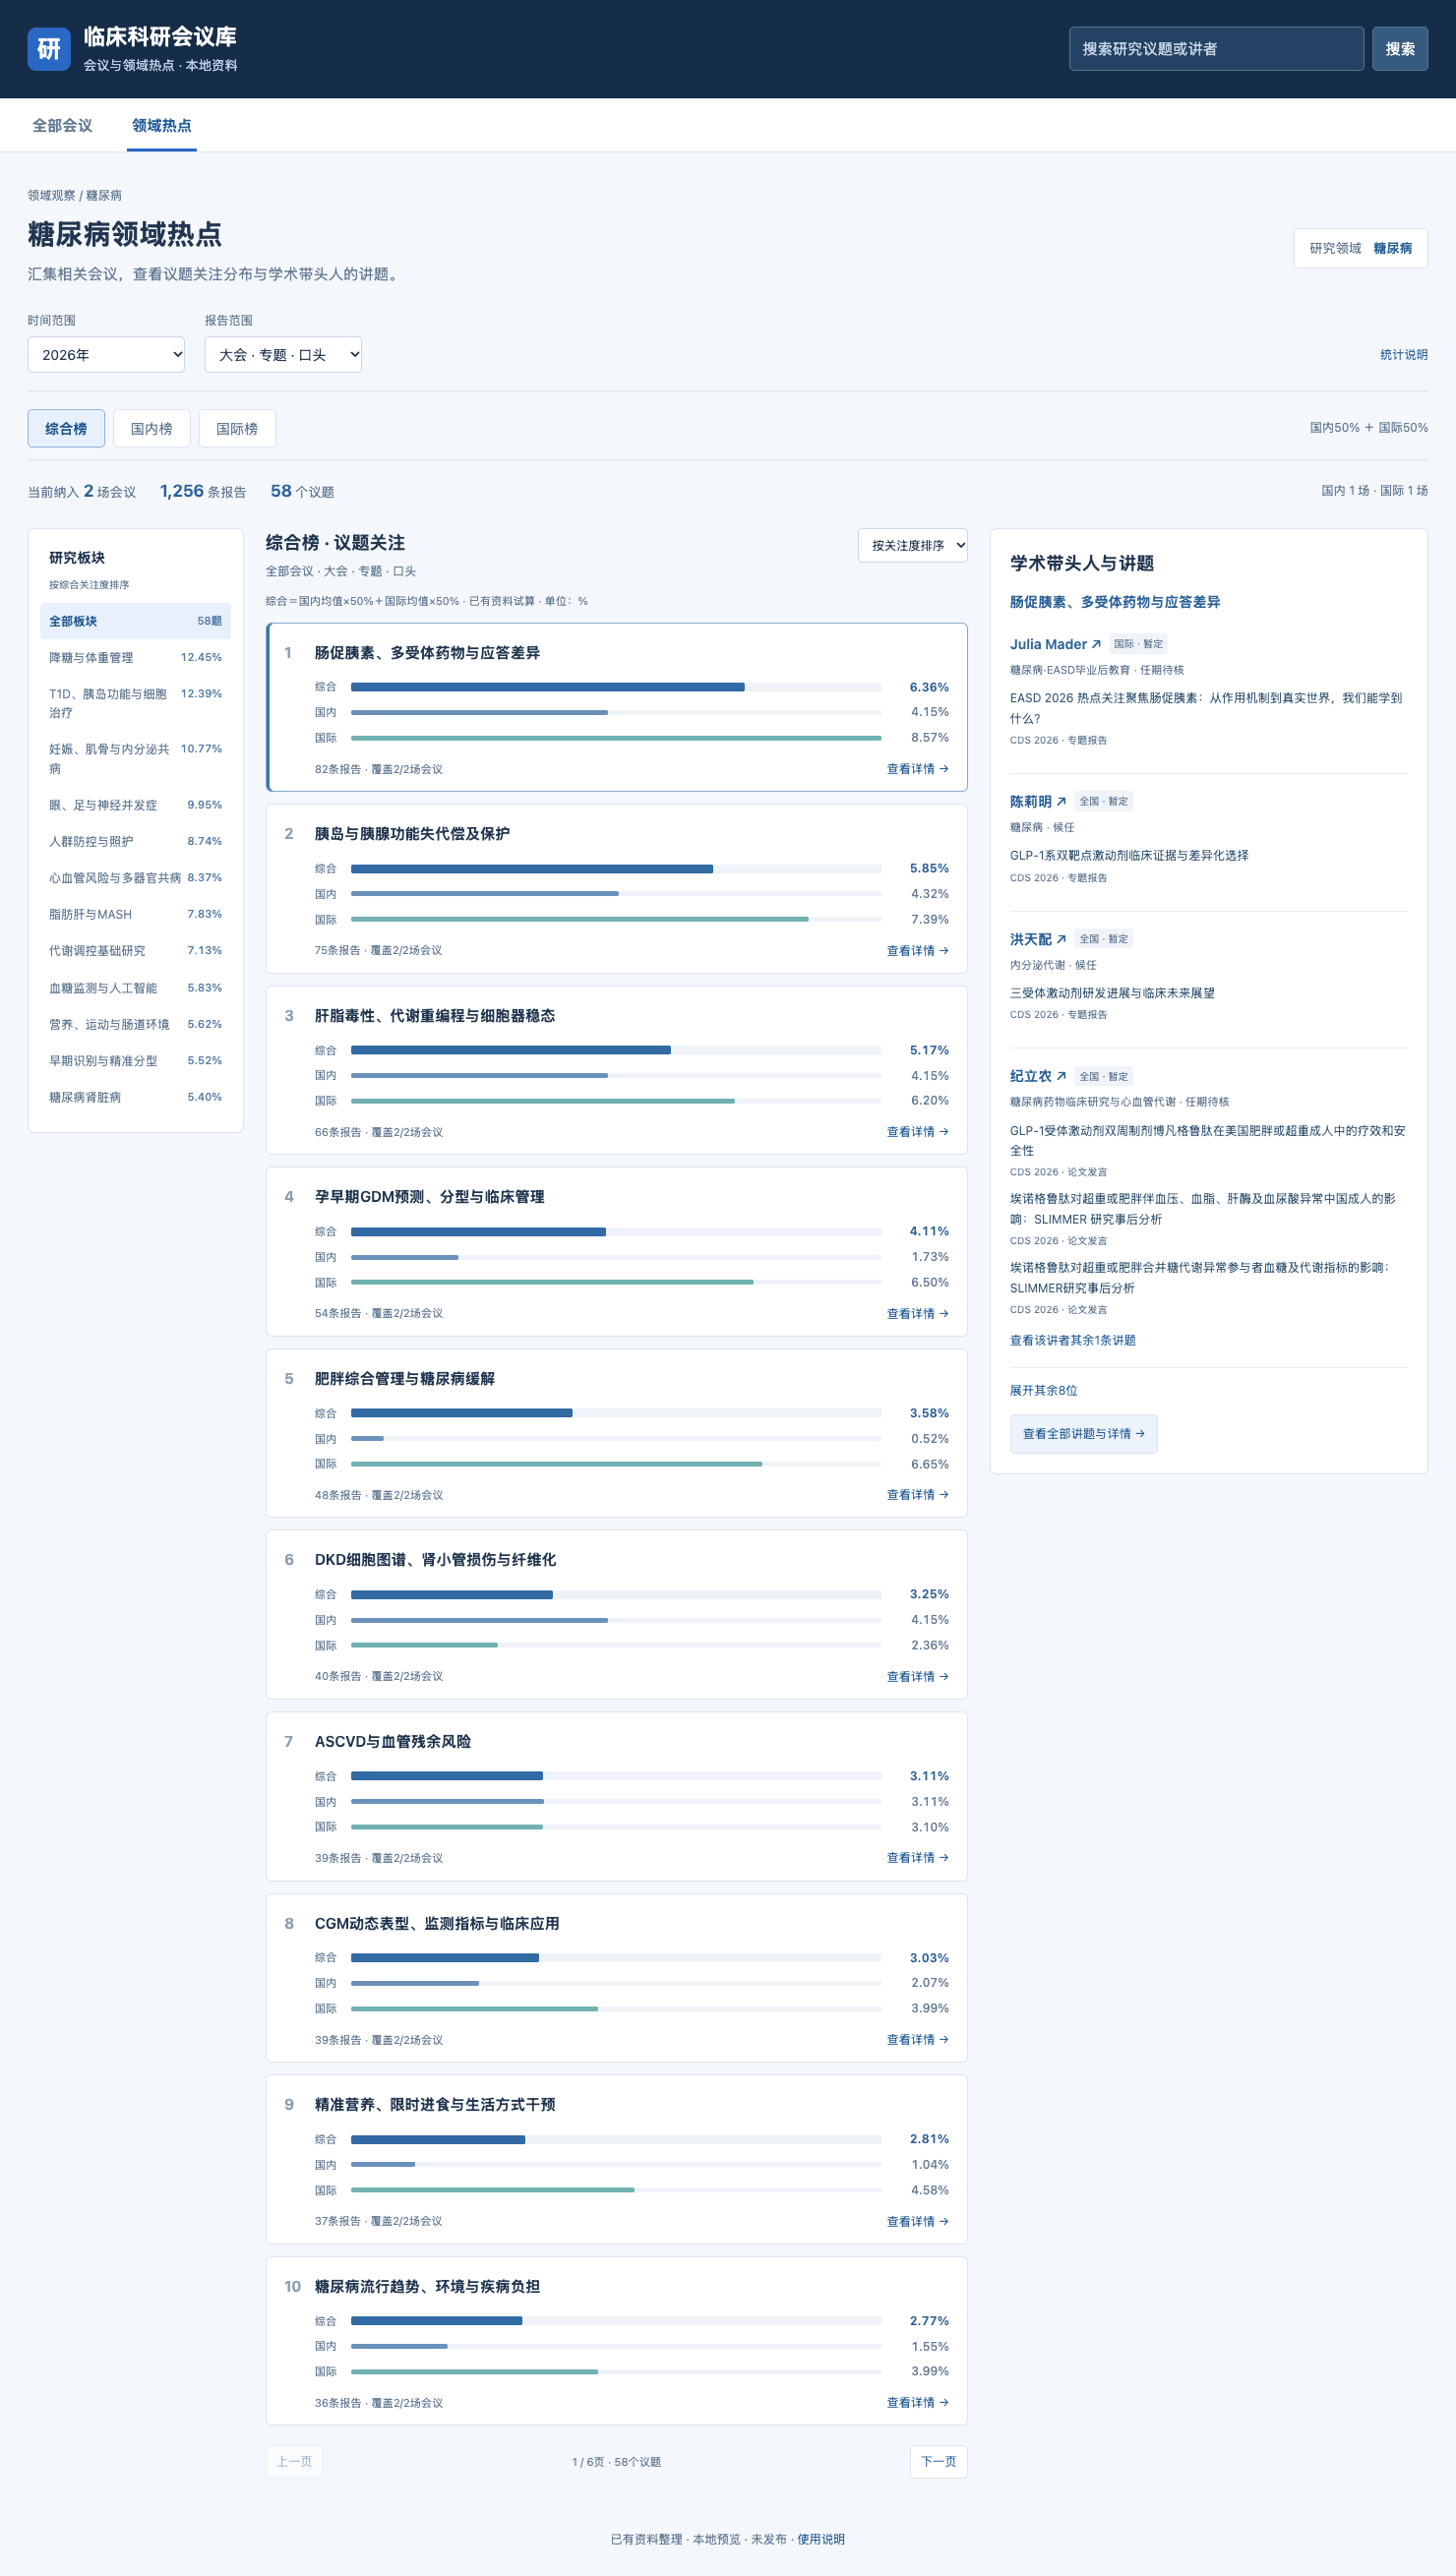 研
临床科研会议库
会议与领域热点 · 本地资料
搜索研究议题或讲者
搜索
全部会议
领域热点
领域观察 / 糖尿病
糖尿病领域热点
汇集相关会议，查看议题关注分布与学术带头人的讲题。
研究领域 糖尿病
时间范围
报告范围
2026年
大会 · 专题 · 口头
统计说明
综合榜
国内榜
国际榜
国内50% ＋ 国际50%
当前纳入 2 场会议
1,256 条报告
58 个议题
国内 1 场 · 国际 1 场
研究板块
按综合关注度排序
全部板块 58题
降糖与体重管理 12.45%
T1D、胰岛功能与细胞 12.39%
治疗
妊娠、肌骨与内分泌共 10.77%
病
眼、足与神经并发症 9.95%
人群防控与照护 8.74%
心血管风险与多器官共病 8.37%
脂肪肝与MASH 7.83%
代谢调控基础研究 7.13%
血糖监测与人工智能 5.83%
营养、运动与肠道环境 5.62%
早期识别与精准分型 5.52%
糖尿病肾脏病 5.40%
综合榜 · 议题关注
按关注度排序
全部会议 · 大会 · 专题 · 口头
综合＝国内均值×50%＋国际均值×50% · 已有资料试算 · 单位：%
1 肠促胰素、多受体药物与应答差异
综合 6.36%
国内 4.15%
国际 8.57%
82条报告 · 覆盖2/2场会议 查看详情 →
2 胰岛与胰腺功能失代偿及保护
综合 5.85%
国内 4.32%
国际 7.39%
75条报告 · 覆盖2/2场会议 查看详情 →
3 肝脂毒性、代谢重编程与细胞器稳态
综合 5.17%
国内 4.15%
国际 6.20%
66条报告 · 覆盖2/2场会议 查看详情 →
4 孕早期GDM预测、分型与临床管理
综合 4.11%
国内 1.73%
国际 6.50%
54条报告 · 覆盖2/2场会议 查看详情 →
5 肥胖综合管理与糖尿病缓解
综合 3.58%
国内 0.52%
国际 6.65%
48条报告 · 覆盖2/2场会议 查看详情 →
6 DKD细胞图谱、肾小管损伤与纤维化
综合 3.25%
国内 4.15%
国际 2.36%
40条报告 · 覆盖2/2场会议 查看详情 →
7 ASCVD与血管残余风险
综合 3.11%
国内 3.11%
国际 3.10%
39条报告 · 覆盖2/2场会议 查看详情 →
8 CGM动态表型、监测指标与临床应用
综合 3.03%
国内 2.07%
国际 3.99%
39条报告 · 覆盖2/2场会议 查看详情 →
9 精准营养、限时进食与生活方式干预
综合 2.81%
国内 1.04%
国际 4.58%
37条报告 · 覆盖2/2场会议 查看详情 →
10 糖尿病流行趋势、环境与疾病负担
综合 2.77%
国内 1.55%
国际 3.99%
36条报告 · 覆盖2/2场会议 查看详情 →
上一页
1 / 6页 · 58个议题
下一页
学术带头人与讲题
肠促胰素、多受体药物与应答差异
Julia Mader ↗ 国际 · 暂定
糖尿病·EASD毕业后教育 · 任期待核
EASD 2026 热点关注聚焦肠促胰素：从作用机制到真实世界，我们能学到
什么？
CDS 2026 · 专题报告
陈莉明 ↗ 全国 · 暂定
糖尿病 · 候任
GLP-1系双靶点激动剂临床证据与差异化选择
CDS 2026 · 专题报告
洪天配 ↗ 全国 · 暂定
内分泌代谢 · 候任
三受体激动剂研发进展与临床未来展望
CDS 2026 · 专题报告
纪立农 ↗ 全国 · 暂定
糖尿病药物临床研究与心血管代谢 · 任期待核
GLP-1受体激动剂双周制剂博凡格鲁肽在美国肥胖或超重成人中的疗效和安
全性
CDS 2026 · 论文发言
埃诺格鲁肽对超重或肥胖伴血压、血脂、肝酶及血尿酸异常中国成人的影
响：SLIMMER 研究事后分析
CDS 2026 · 论文发言
埃诺格鲁肽对超重或肥胖合并糖代谢异常参与者血糖及代谢指标的影响：
SLIMMER研究事后分析
CDS 2026 · 论文发言
查看该讲者其余1条讲题
展开其余8位
查看全部讲题与详情 →
已有资料整理 · 本地预览 · 未发布 · 使用说明